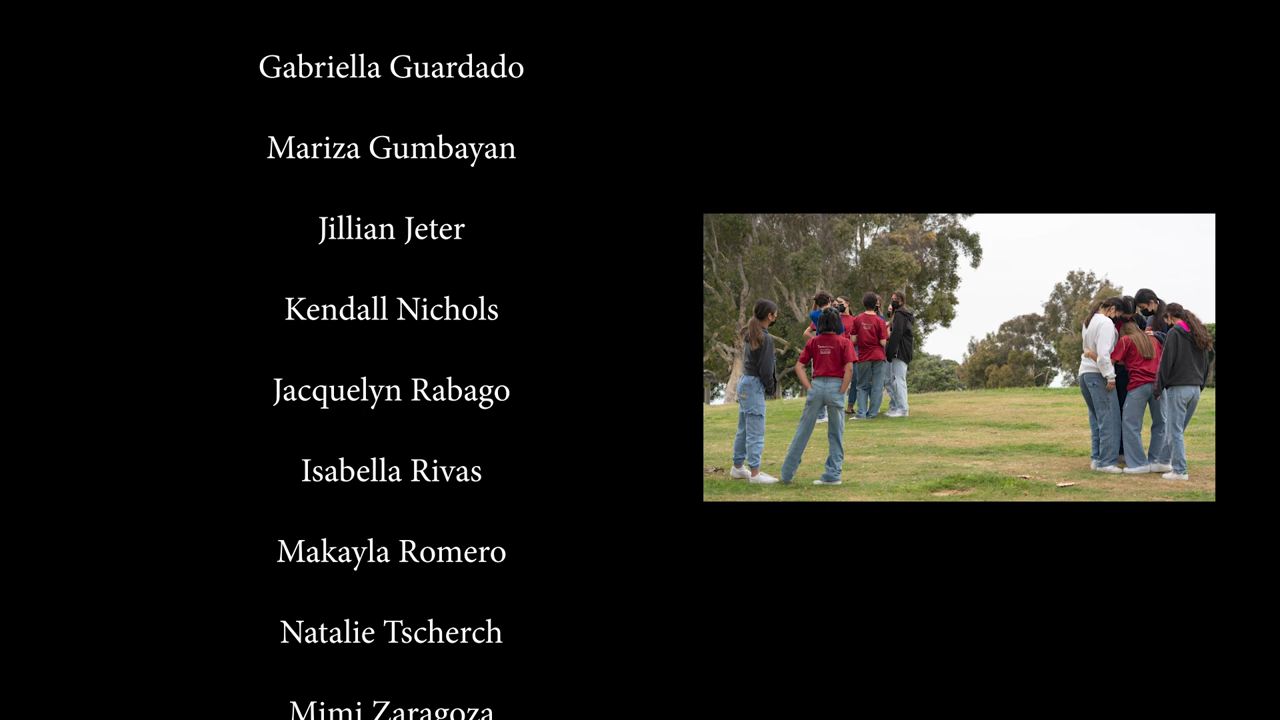 Gabriella Guardado
Mariza Gumbayan
Jillian Jeter
Kendall Nichols
Jacquelyn Rabago
Isabella Rivas
Makayla Romero
Natalie Tscherch
Mimi Zaragoza